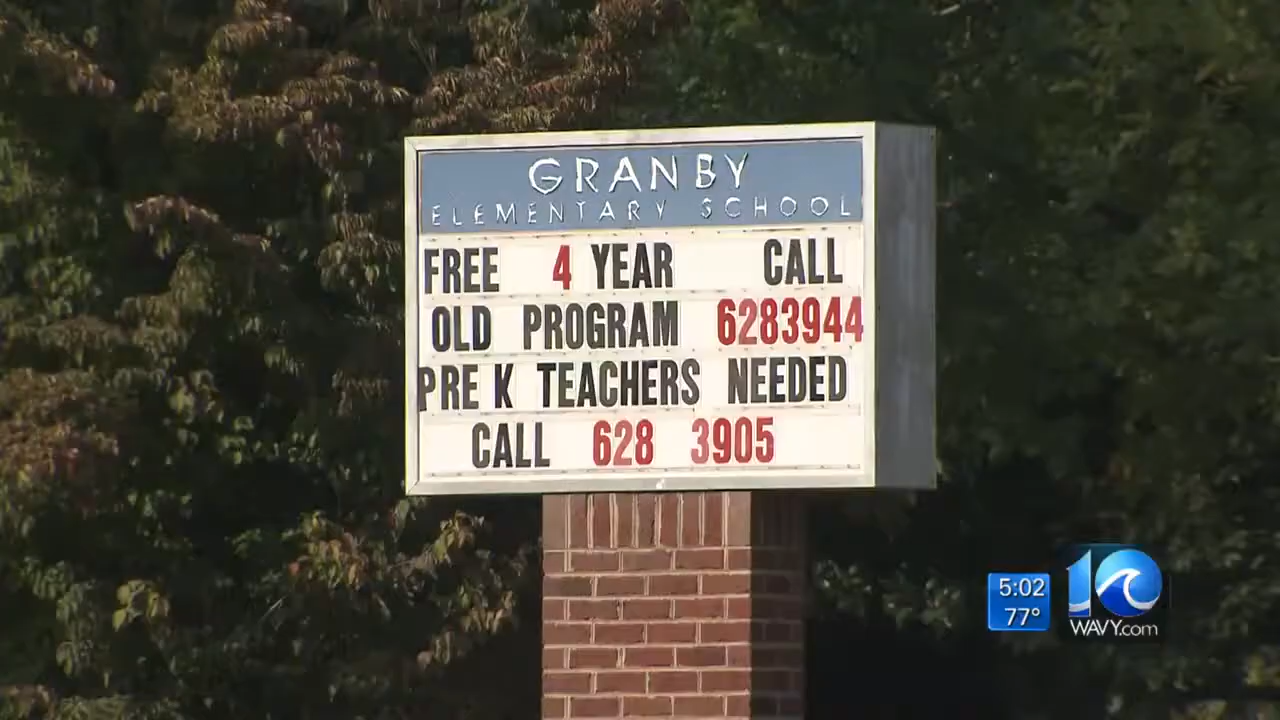 GRANBY
ELEMENTARY SCHOOL
FREE 4 YEAR CALL
OLD PROGRAM 6283944
PRE K TEACHERS NEEDED
CALL 628 3905
5:02
77°
10
WAVY.com